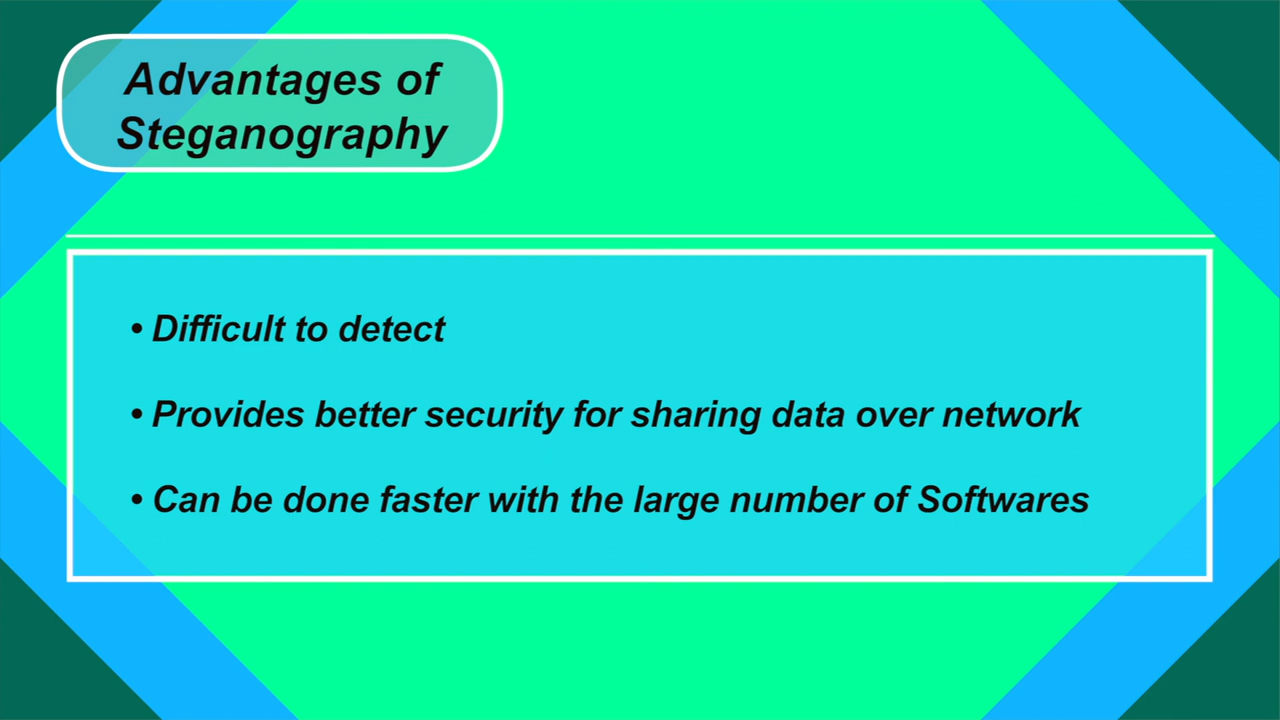 Advantages of
Steganography
• Difficult to detect
• Provides better security for sharing data over network
• Can be done faster with the large number of Softwares